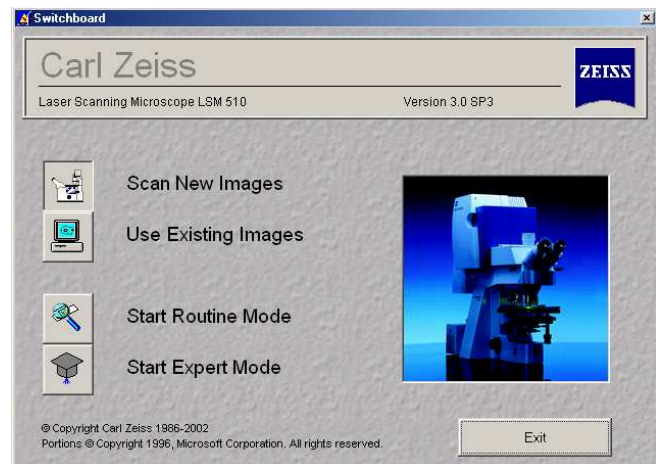 Switchboard
Carl Zeiss
ZEISS
Laser Scanning Microscope LSM 510 Version 3.0 SP3
Scan New Images
Use Existing Images
Start Routine Mode
Start Expert Mode
© Copyright Carl Zeiss 1986-2002
Portions © Copyright 1996, Microsoft Corporation. All rights reserved.
Exit